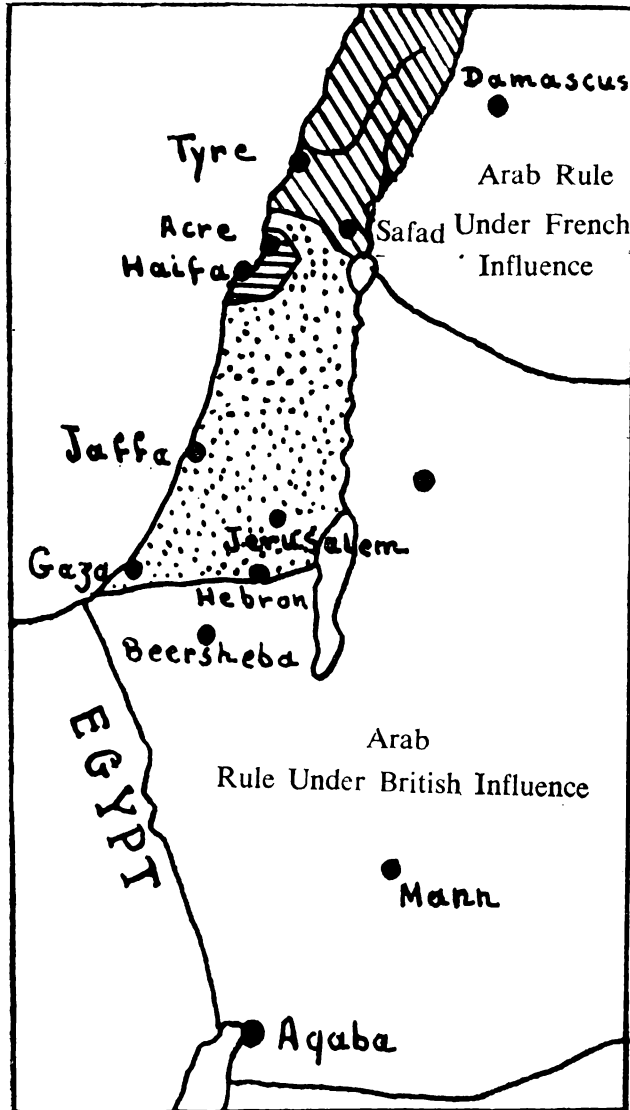 Damascus
Tyre
Arab Rule
Under French
Influence
Acre
Safad
Haifa
Jaffa
Jerusalem
Gaza
Hebron
Beersheba
EGYPT
Arab
Rule Under British Influence
Mann
Aqaba